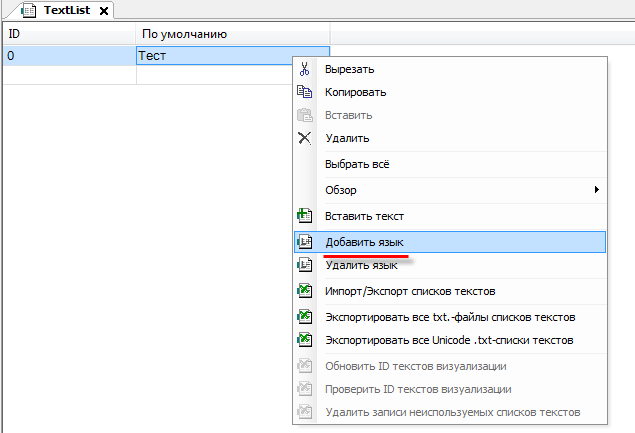 TextList
ID По умолчанию
0 Тест
Вырезать
Копировать
Вставить
Удалить
Выбрать всё
Обзор
Вставить текст
Добавить язык
Удалить язык
Импорт/Экспорт списков текстов
Экспортировать все txt.-файлы списков текстов
Экспортировать все Unicode .txt-списки текстов
Обновить ID текстов визуализации
Проверить ID текстов визуализации
Удалить записи неиспользуемых списков текстов